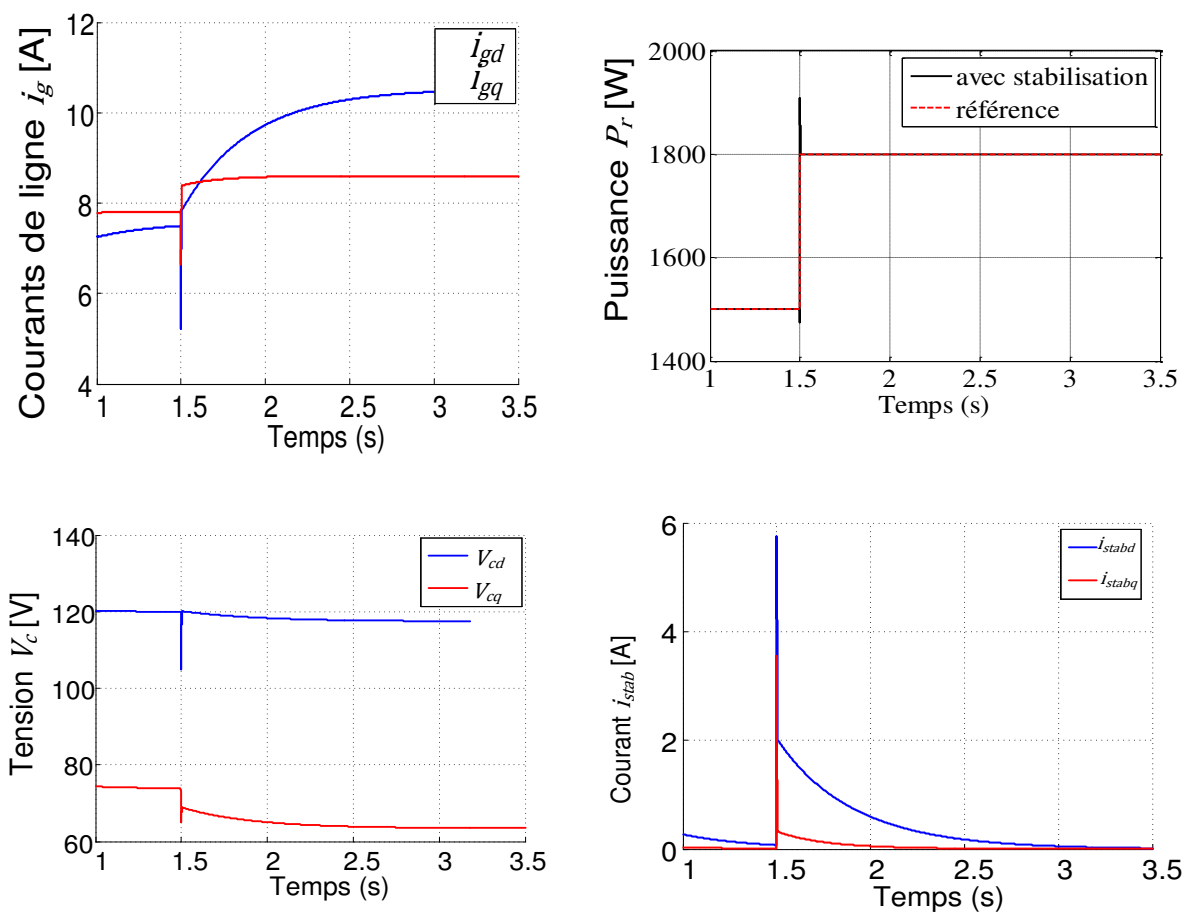 Courants de ligne i_g [A]
12
10
8
6
4
1 1.5 2 2.5 3 3.5
Temps (s)
i_gd
i_gq
Puissance P_r [W]
2000
1800
1600
1400
1 1.5 2 2.5 3 3.5
Temps (s)
avec stabilisation
référence
Tension V_c [V]
140
120
100
80
60
1 1.5 2 2.5 3 3.5
Temps (s)
V_cd
V_cq
Courant i_stab [A]
6
4
2
0
1 1.5 2 2.5 3 3.5
Temps (s)
i_stabd
i_stabq